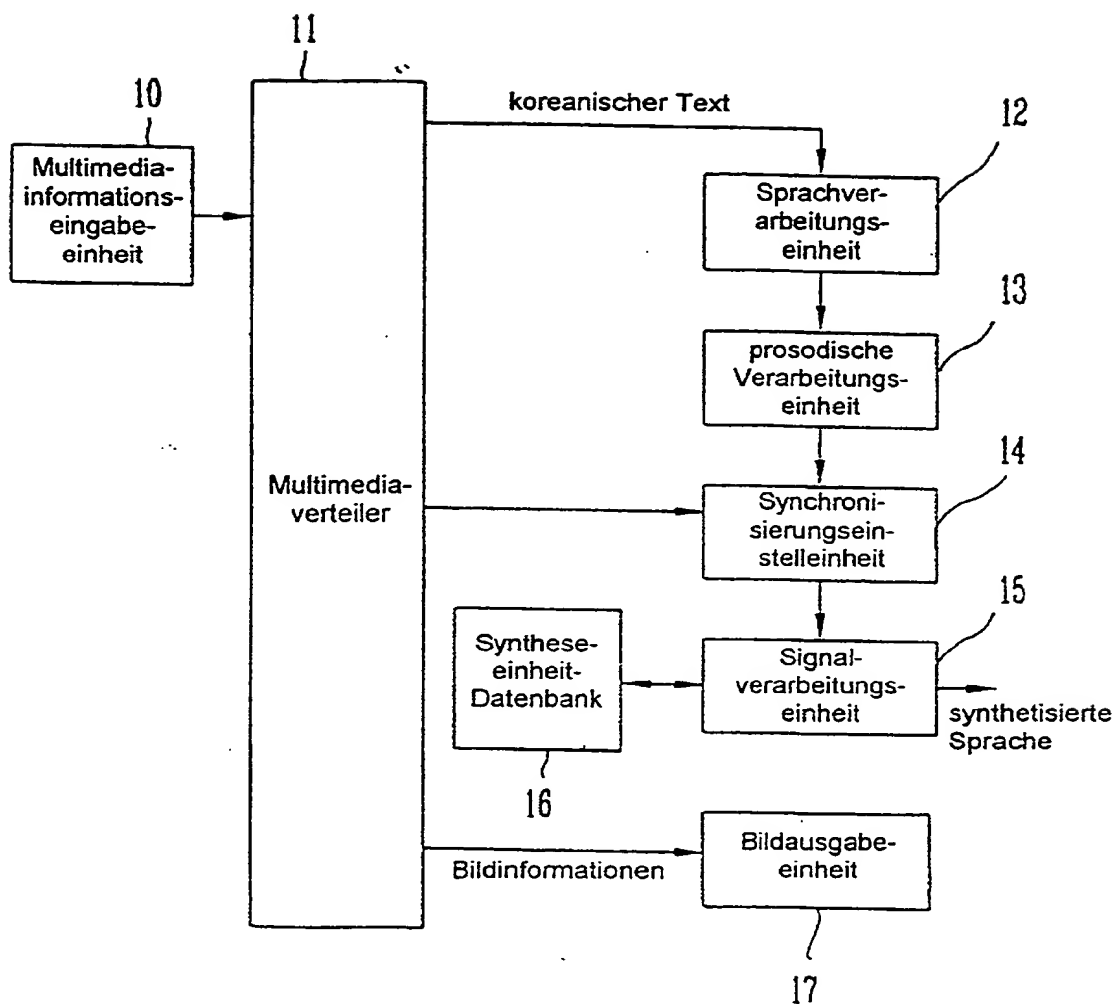 11
koreanischer Text
10
12
Multimedia-
informations-
eingabe-
einheit
Sprachver-
arbeitungs-
einheit
13
prosodische
Verarbeitungs-
einheit
14
Multimedia-
verteiler
Synchroni-
sierungsein-
stelleinheit
15
Synthese-
einheit-
Datenbank
Signal-
verarbeitungs-
einheit
synthetisierte
Sprache
16
Bildinformationen
Bildausgabe-
einheit
17